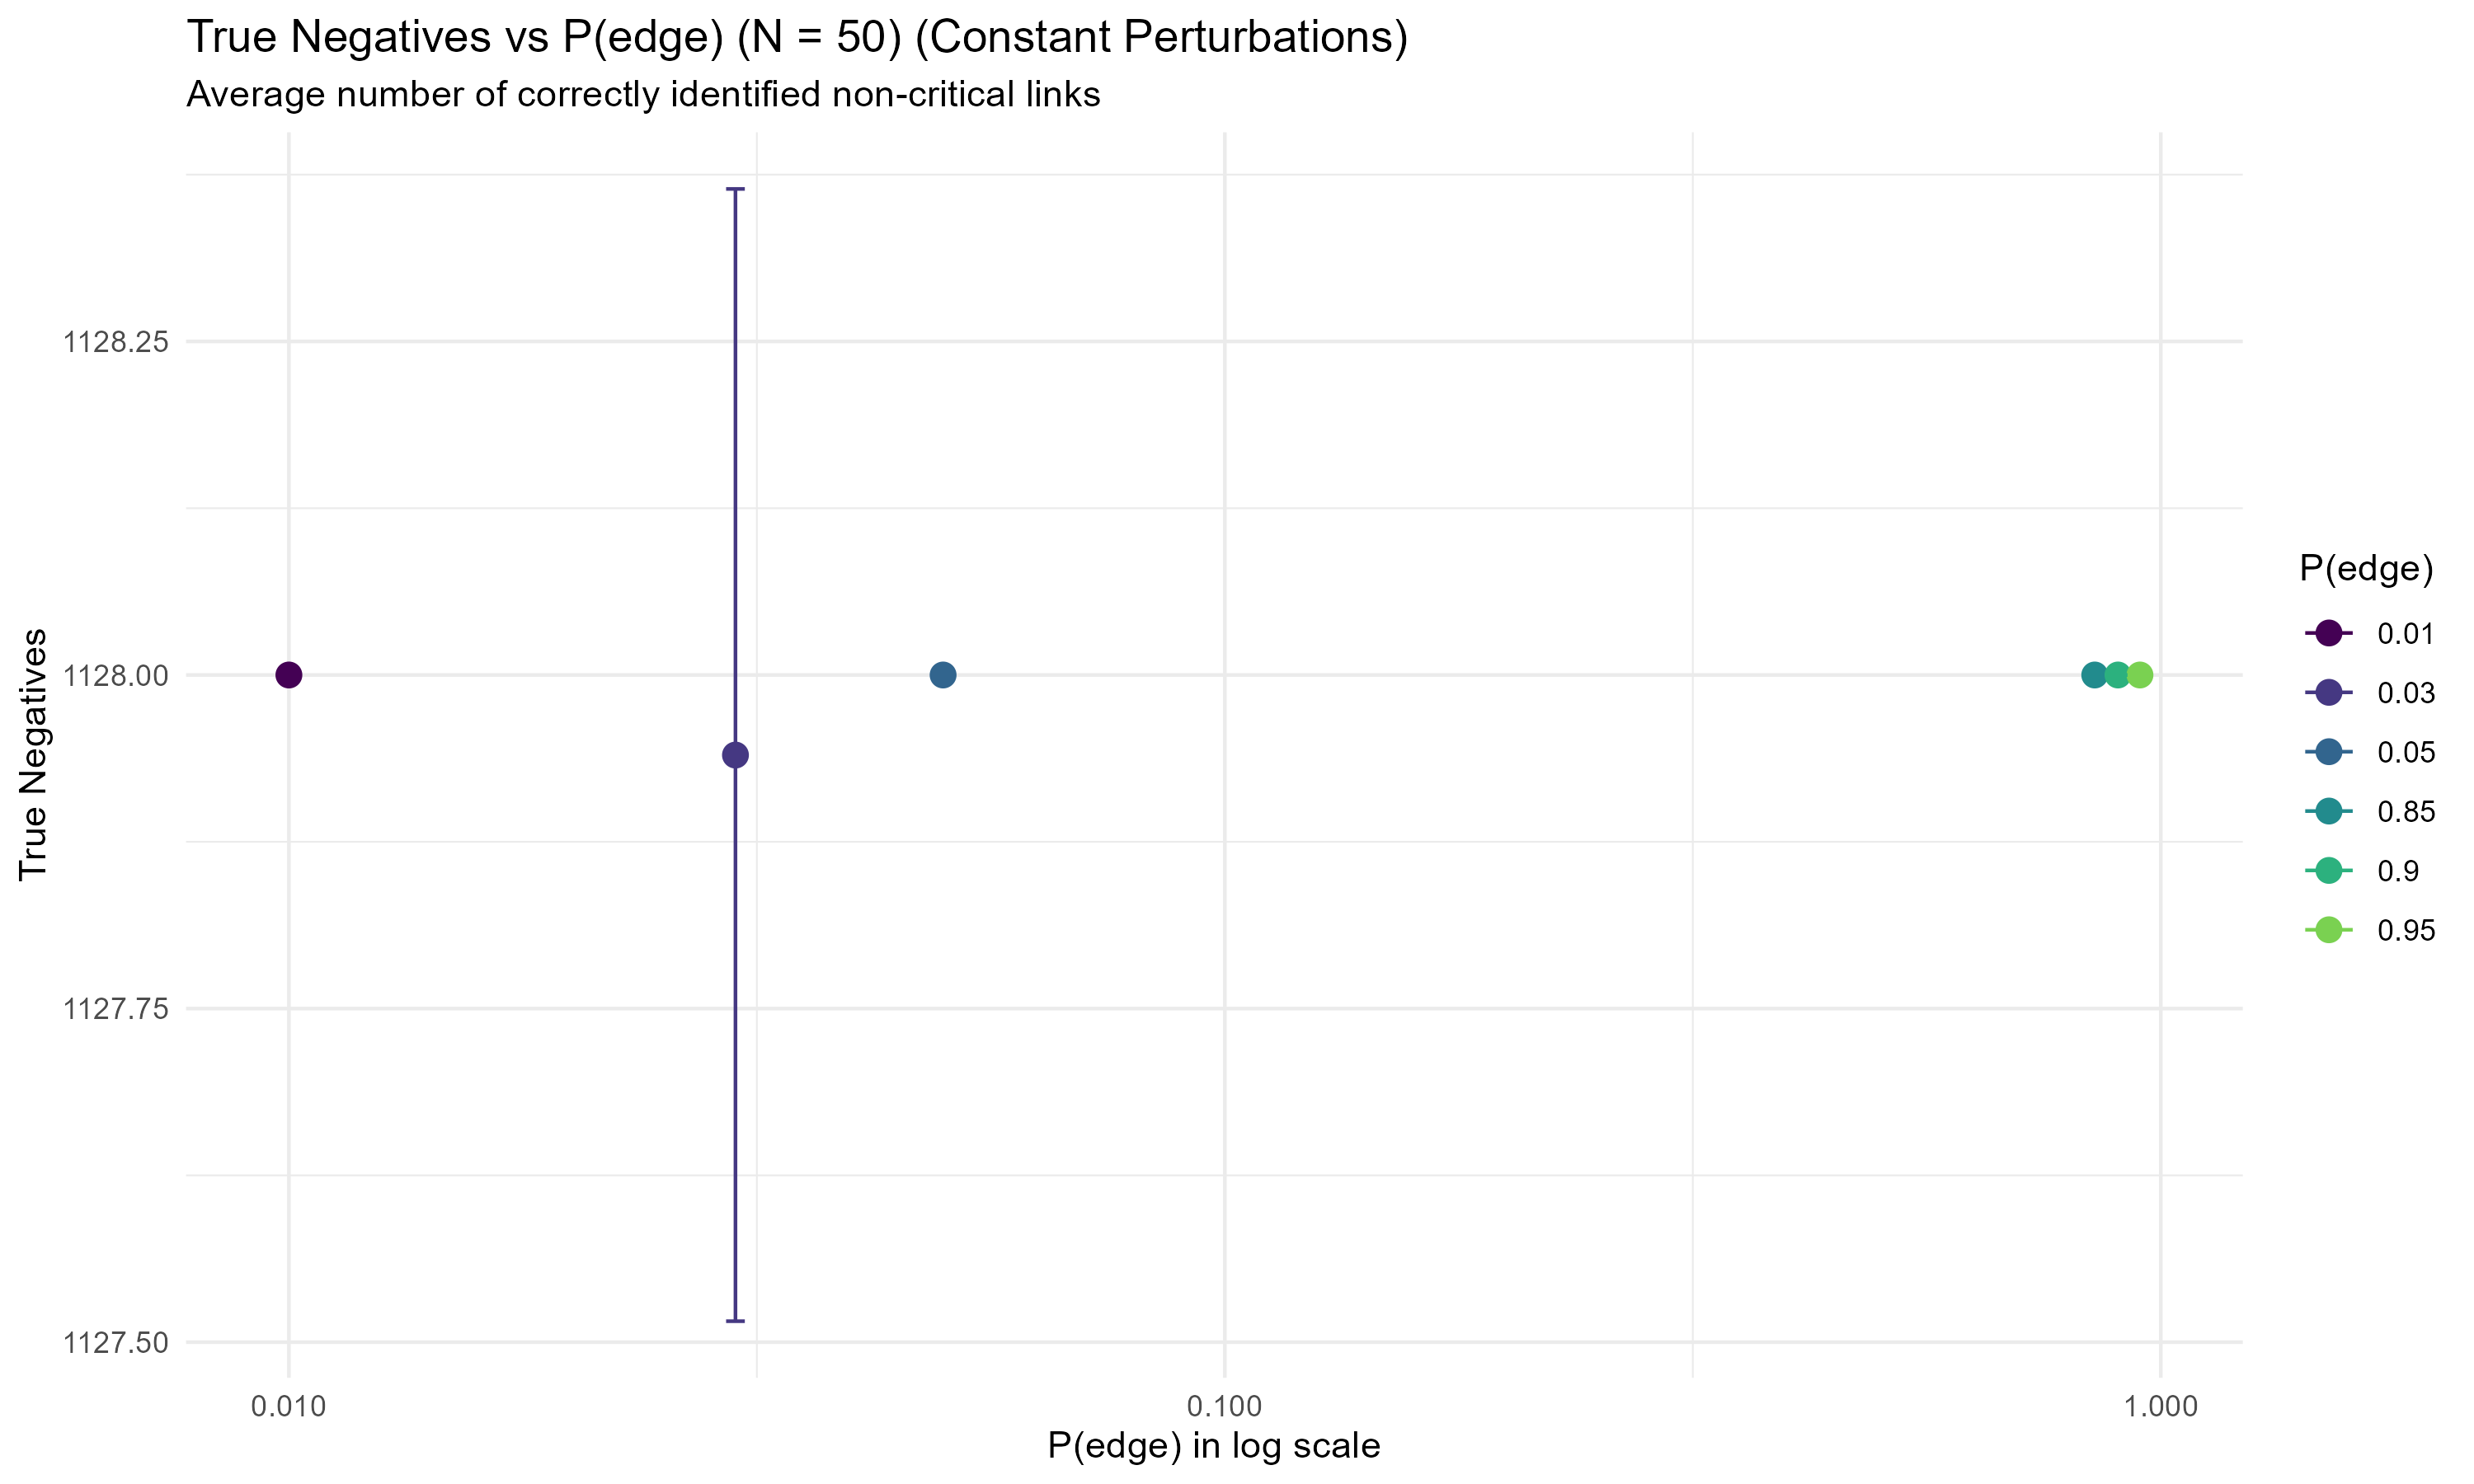 True Negatives vs P(edge) (N = 50) (Constant Perturbations)
Average number of correctly identified non-critical links
True Negatives
1128.25
1128.00
1127.75
1127.50
0.010
0.100
1.000
P(edge) in log scale
P(edge)
0.01
0.03
0.05
0.85
0.9
0.95